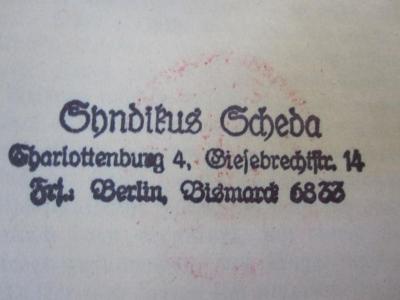 Syndikus Scheda
Charlottenburg 4, Giesebrechtstr. 14
Frs.: Berlin, Bismarck 6833